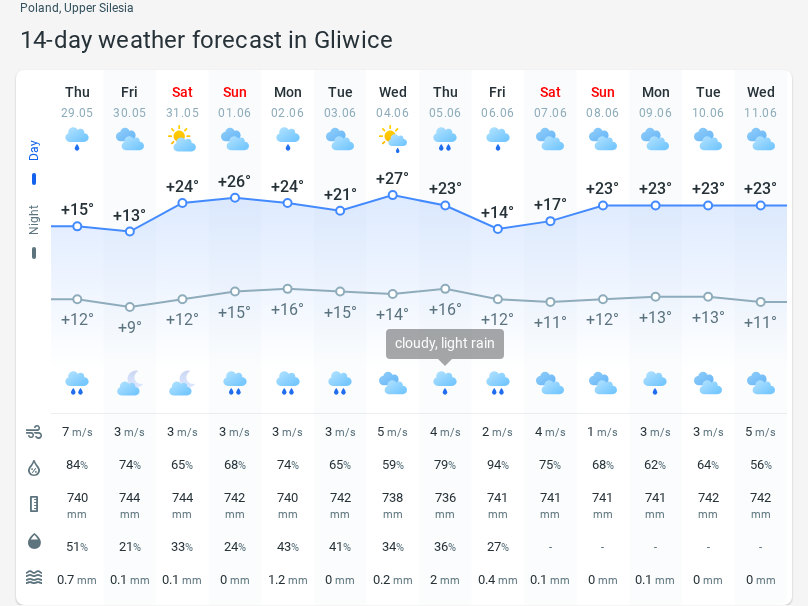 Poland, Upper Silesia
14-day weather forecast in Gliwice
Thu Fri Sat Sun Mon Tue Wed Thu Fri Sat Sun Mon Tue Wed
29.05 30.05 31.05 01.06 02.06 03.06 04.06 05.06 06.06 07.06 08.06 09.06 10.06 11.06
Day
+15° +13° +24° +26° +24° +21° +27° +23° +14° +17° +23° +23° +23° +23°
Night
+12° +9° +12° +15° +16° +15° +14° +16° +12° +11° +12° +13° +13° +11°
cloudy, light rain
7 m/s 3 m/s 3 m/s 3 m/s 3 m/s 3 m/s 5 m/s 4 m/s 2 m/s 4 m/s 1 m/s 3 m/s 3 m/s 5 m/s
84% 74% 65% 68% 74% 65% 59% 79% 94% 75% 68% 62% 64% 56%
740 744 744 742 740 742 738 736 741 741 741 741 742 742
mm mm mm mm mm mm mm mm mm mm mm mm mm mm
51% 21% 33% 24% 43% 41% 34% 36% 27% - - - - -
0.7 mm 0.1 mm 0.1 mm 0 mm 1.2 mm 0 mm 0.2 mm 2 mm 0.4 mm 0.1 mm 0 mm 0.1 mm 0 mm 0 mm